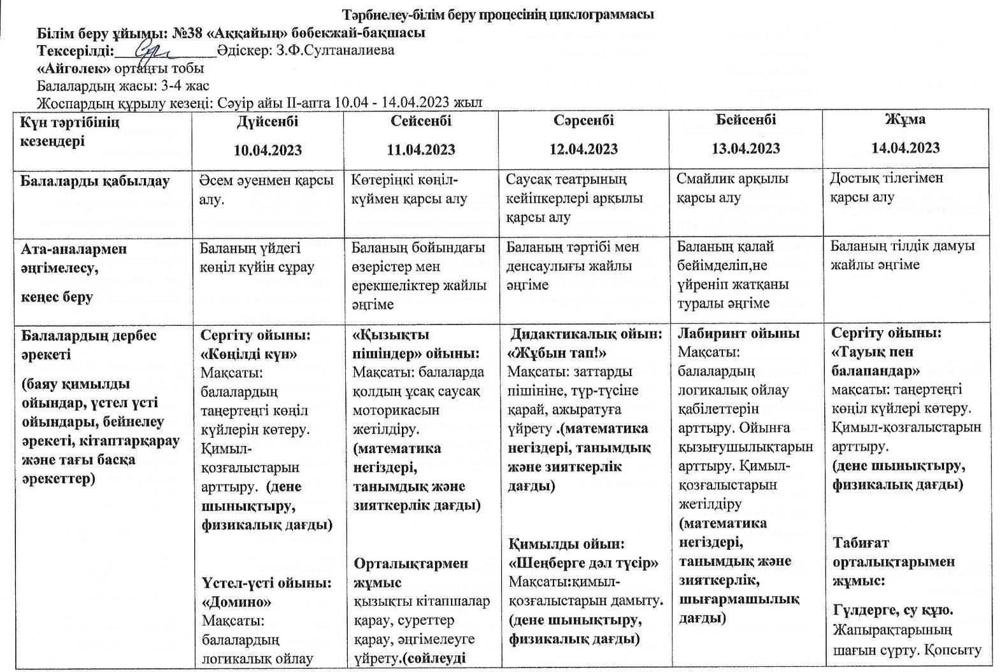 Тәрбиелеу-білім беру процесінің циклограммасы
Білім беру ұйымы: №38 «Аққайың» бөбекжай-бақшасы
Тексерілді:____________Әдіскер: З.Ф.Султаналиева
«Айгөлек» ортаңғы тобы
Балалардың жасы: 3-4 жас
Жоспардың құрылу кезеңі: Сәуір айы II-апта 10.04 - 14.04.2023 жыл
Күн тәртібінің
кезеңдері
Дүйсенбі
10.04.2023
Сейсенбі
11.04.2023
Сәрсенбі
12.04.2023
Бейсенбі
13.04.2023
Жұма
14.04.2023
Балаларды қабылдау
Әсем әуенмен қарсы
алу.
Көтеріңкі көңіл-
күймен қарсы алу
Саусақ театрының
кейіпкерлері арқылы
қарсы алу
Смайлик арқылы
қарсы алу
Достық тілегімен
қарсы алу
Ата-аналармен
әңгімелесу,
кеңес беру
Баланың үйдегі
көңіл күйін сұрау
Баланың бойындағы
өзерістер мен
ерекшеліктер жайлы
әңгіме
Баланың тәртібі мен
денсаулығы жайлы
әңгіме
Баланың қалай
бейімделіп,не
үйреніп жатқаны
туралы әңгіме
Баланың тілдік дамуы
жайлы әңгіме
Балалардың дербес
әрекеті
(баяу қимылды
ойындар, үстел үсті
ойындары, бейнелеу
әрекеті, кітаптарқарау
және тағы басқа
әрекеттер)
Сергіту ойыны:
«Көңілді күн»
Мақсаты:
балалардың
таңертеңгі көңіл
күйлерін көтеру.
Қимыл-
қозғалыстарын
арттыру. (дене
шынықтыру,
физикалық дағды)
Үстел-үсті ойыны:
«Домино»
Мақсаты:
балалардың
логикалық ойлау
«Қызықты
пішіндер» ойыны:
Мақсаты: балаларда
қолдың ұсақ саусақ
моторикасын
жетілдіру.
(математика
негіздері,
танымдық және
зияткерлік дағды)
Орталықтармен
жұмыс
қызықты кітапшалар
қарау, суреттер
қарау, әңгімелеуге
үйрету.(сөйлеуді
Дидактикалық ойын:
«Жұбын тап!»
Мақсаты: заттарды
пішініне, түр-түсіне
қарай, ажыратуға
үйрету .(математика
негіздері, танымдық
және зияткерлік
дағды)
Қимылды ойын:
«Шеңберге дәл түсір»
Мақсаты:қимыл-
қозғалыстарын дамыту.
(дене шынықтыру,
физикалық дағды)
Лабиринт ойыны
Мақсаты:
балалардың
логикалық ойлау
қабілеттерін
арттыру. Ойынға
қызығушылықтарын
арттыру. Қимыл-
қозғалыстарын
жетілдіру
(математика
негіздері,
танымдық және
зияткерлік,
шығармашылық
дағды)
Сергіту ойыны:
«Тауық пен
балапандар»
мақсаты: таңертеңгі
көңіл күйлері көтеру.
Қимыл-қозғалыстарын
арттыру.
(дене шынықтыру,
физикалық дағды)
Табиғат
орталықтарымен
жұмыс:
Гүлдерге, су құю.
Жапырақтарының
шағын сүрту. Қопсыту